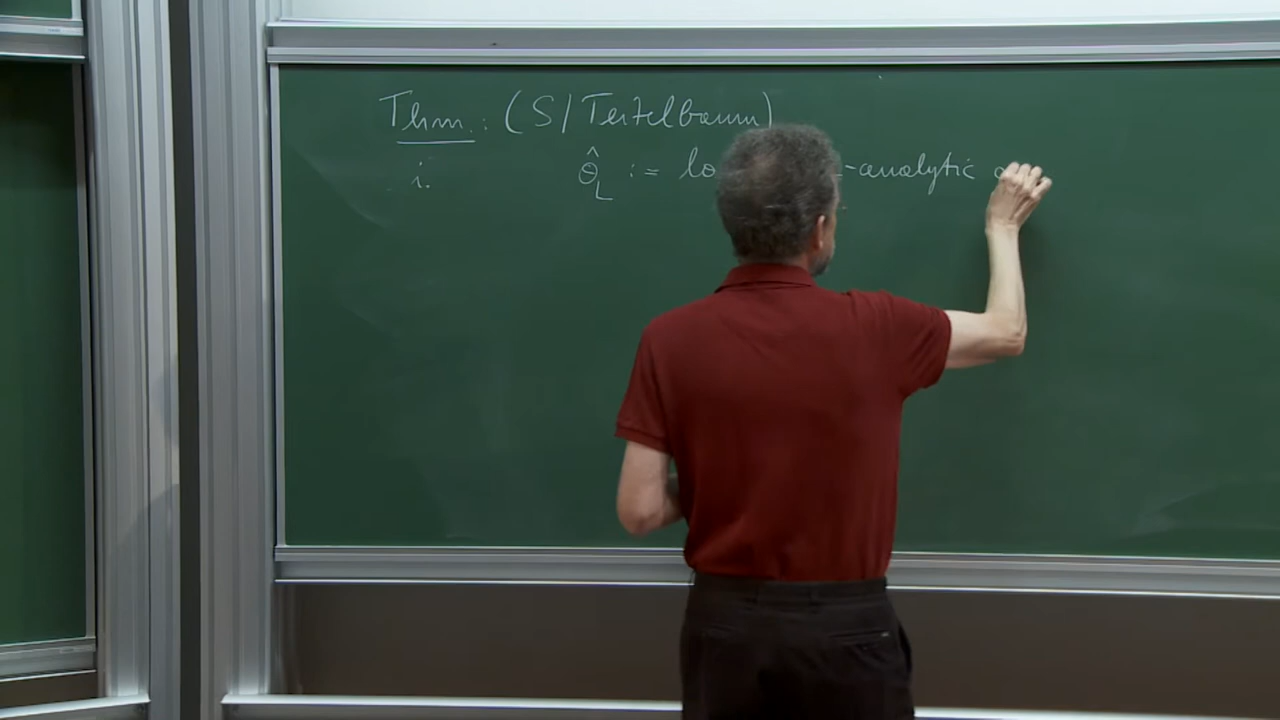 Thm.: (S/Teitelbaum)
i. ô_L := lo -analytic